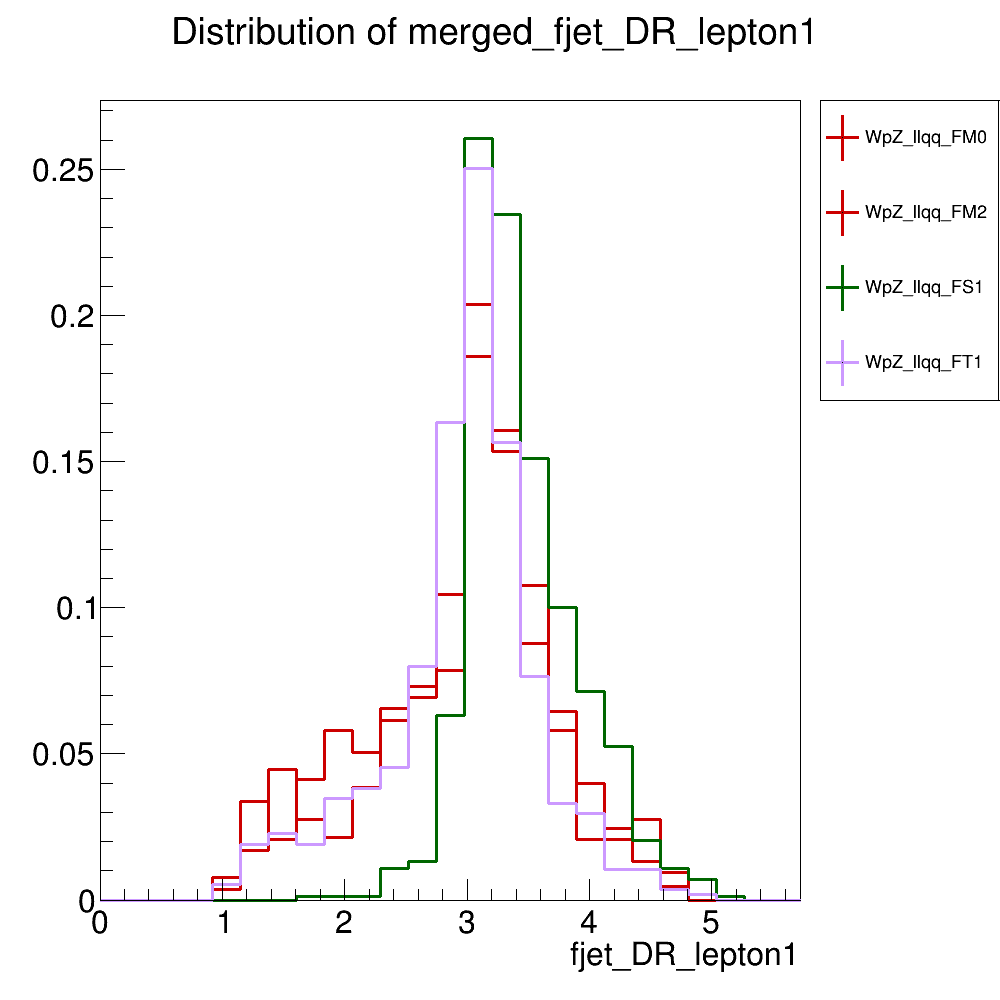 Distribution of merged_fjet_DR_lepton1
WpZ_llqq_FM0
WpZ_llqq_FM2
WpZ_llqq_FS1
WpZ_llqq_FT1
0.25
0.2
0.15
0.1
0.05
0
0 1 2 3 4 5
fjet_DR_lepton1